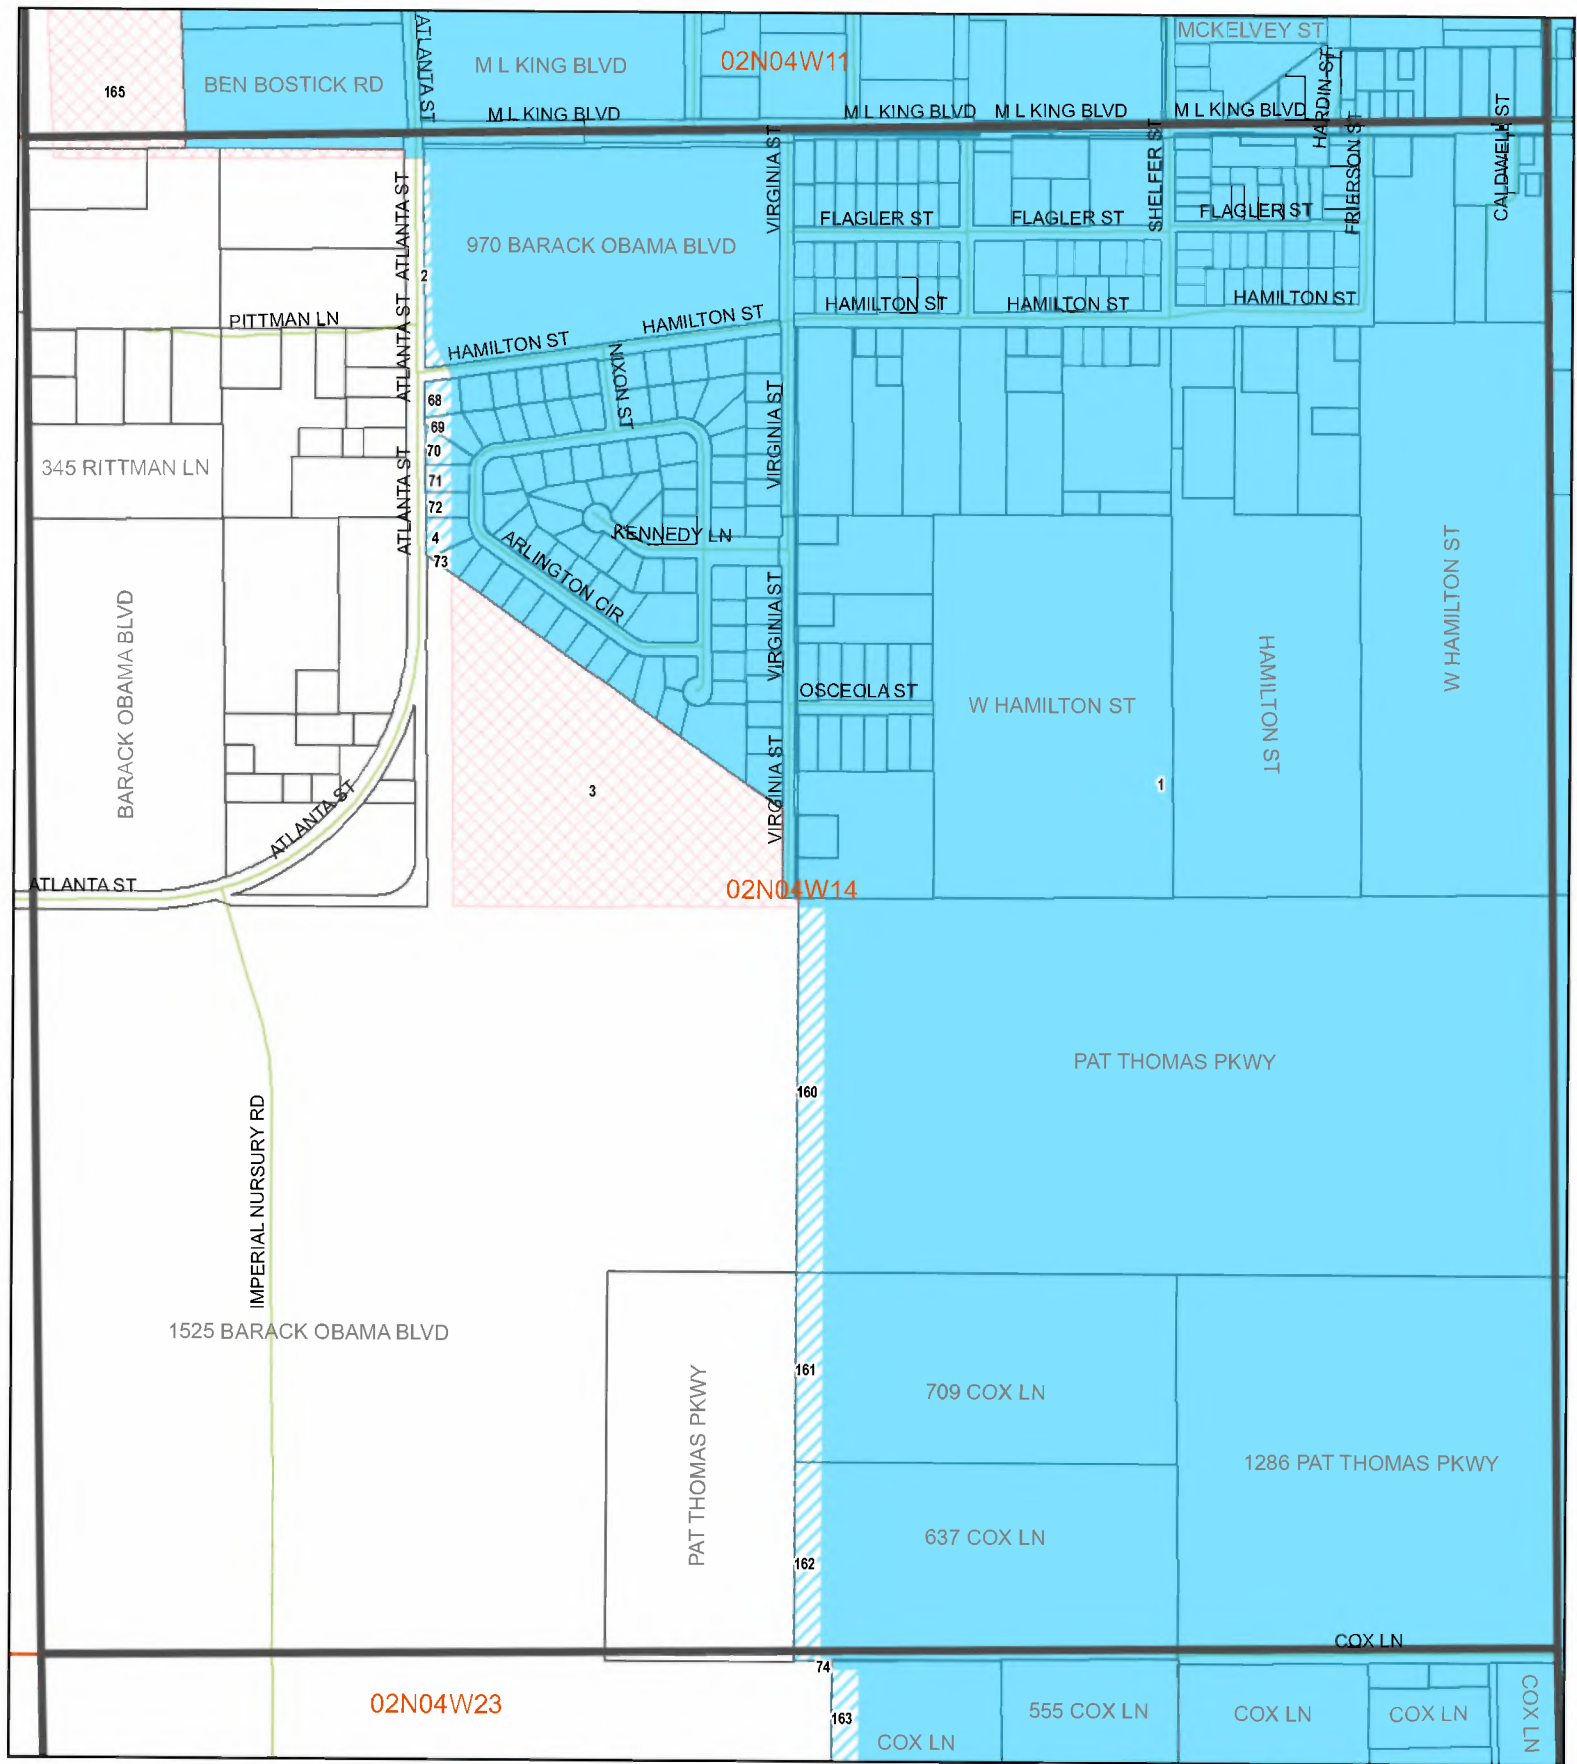 MCKELVEY ST
ATLANTA ST
M L KING BLVD
02N04W11
165
BEN BOSTICK RD
HARDIN ST
M L KING BLVD
M L KING BLVD
M L KING BLVD
M L KING BLVD
CALDWELL ST
VIRGINIA ST
SHELFER ST
FRIERSON ST
ATLANTA ST
FLAGLER ST
FLAGLER ST
FLAGLER ST
970 BARACK OBAMA BLVD
2
HAMILTON ST
HAMILTON ST
HAMILTON ST
PITTMAN LN
ATLANTA ST
HAMILTON ST
HAMILTON ST
NIXON ST
68
69
70
71
72
4
73
VIRGINIA ST
345 RITTMAN LN
ATLANTA ST
KENNEDY LN
ARLINGTON CIR
W HAMILTON ST
BARACK OBAMA BLVD
VIRGINIA ST
OSCEOLA ST
W HAMILTON ST
HAMILTON ST
3
1
VIRGINIA ST
ATLANTA ST
ATLANTA ST
02N04W14
PAT THOMAS PKWY
160
IMPERIAL NURSURY RD
1525 BARACK OBAMA BLVD
161
709 COX LN
PAT THOMAS PKWY
1286 PAT THOMAS PKWY
637 COX LN
162
COX LN
74
02N04W23
163
COX LN
555 COX LN
COX LN
COX LN
COX LN